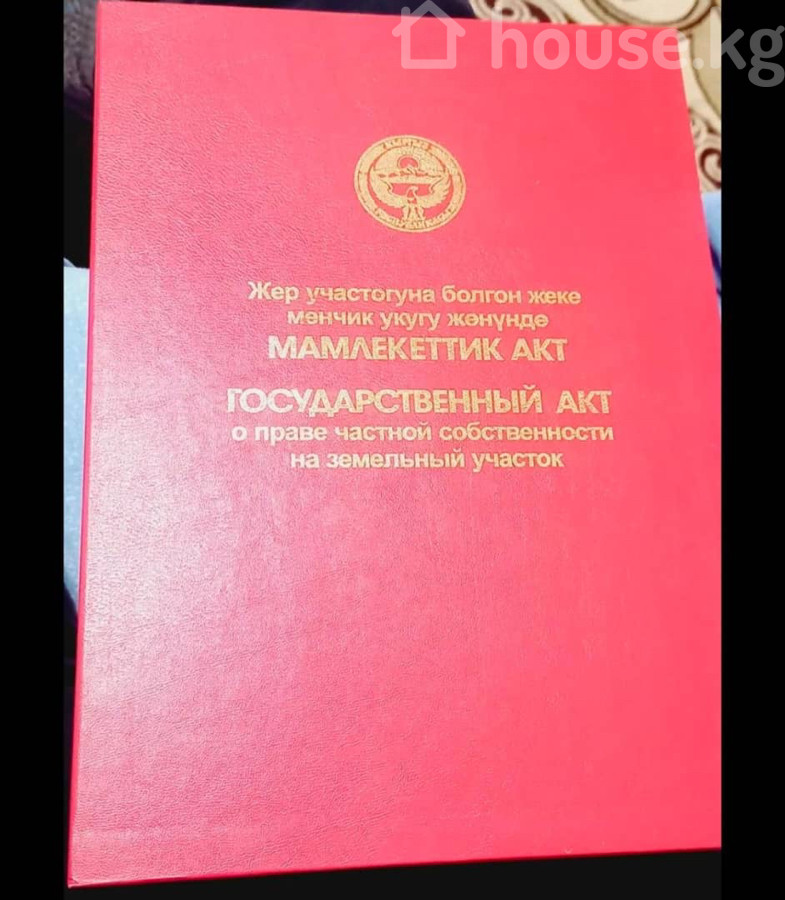 house.kg
Жер участогуна болгон жеке
менчик укугу жөнүндө
МАМЛЕКЕТТИК АКТ
ГОСУДАРСТВЕННЫЙ АКТ
о праве частной собственности
на земельный участок